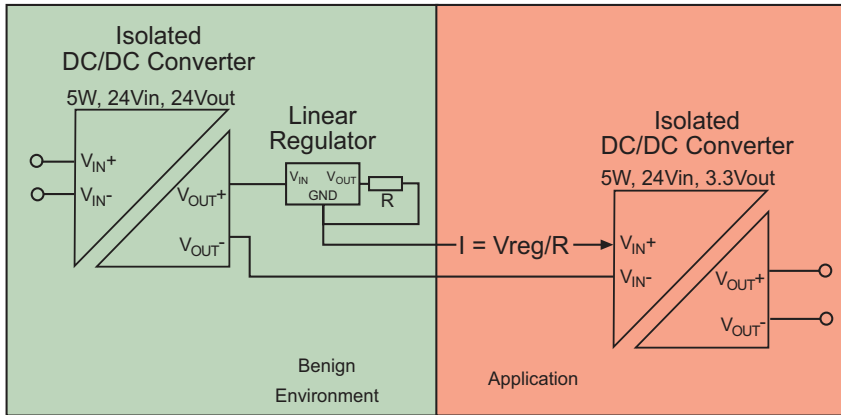 Isolated
DC/DC Converter
5W, 24Vin, 24Vout
VIN+
VIN-
VOUT+
VOUT-
Linear
Regulator
VIN
VOUT
GND
R
I = Vreg/R
Isolated
DC/DC Converter
5W, 24Vin, 3.3Vout
VIN+
VIN-
VOUT+
VOUT-
Benign
Environment
Application